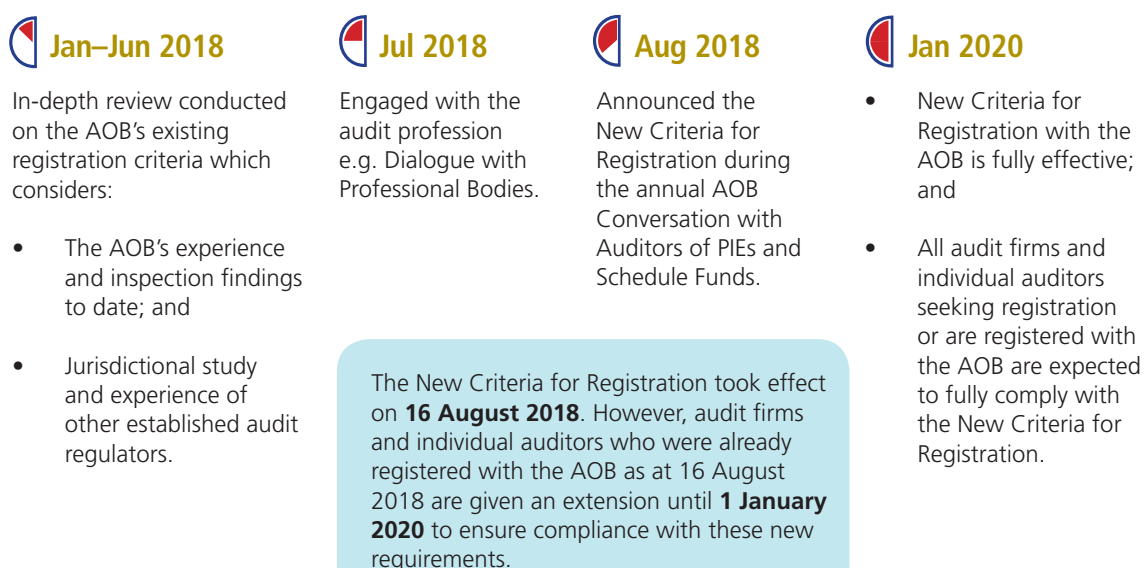 Jan–Jun 2018
In-depth review conducted
on the AOB’s existing
registration criteria which
considers:
• The AOB’s experience
and inspection findings
to date; and
• Jurisdictional study
and experience of
other established audit
regulators.
Jul 2018
Engaged with the
audit profession
e.g. Dialogue with
Professional Bodies.
Aug 2018
Announced the
New Criteria for
Registration during
the annual AOB
Conversation with
Auditors of PIEs and
Schedule Funds.
Jan 2020
• New Criteria for
Registration with the
AOB is fully effective;
and
• All audit firms and
individual auditors
seeking registration
or are registered with
the AOB are expected
to fully comply with
the New Criteria for
Registration.
The New Criteria for Registration took effect
on 16 August 2018. However, audit firms
and individual auditors who were already
registered with the AOB as at 16 August
2018 are given an extension until 1 January
2020 to ensure compliance with these new
requirements.